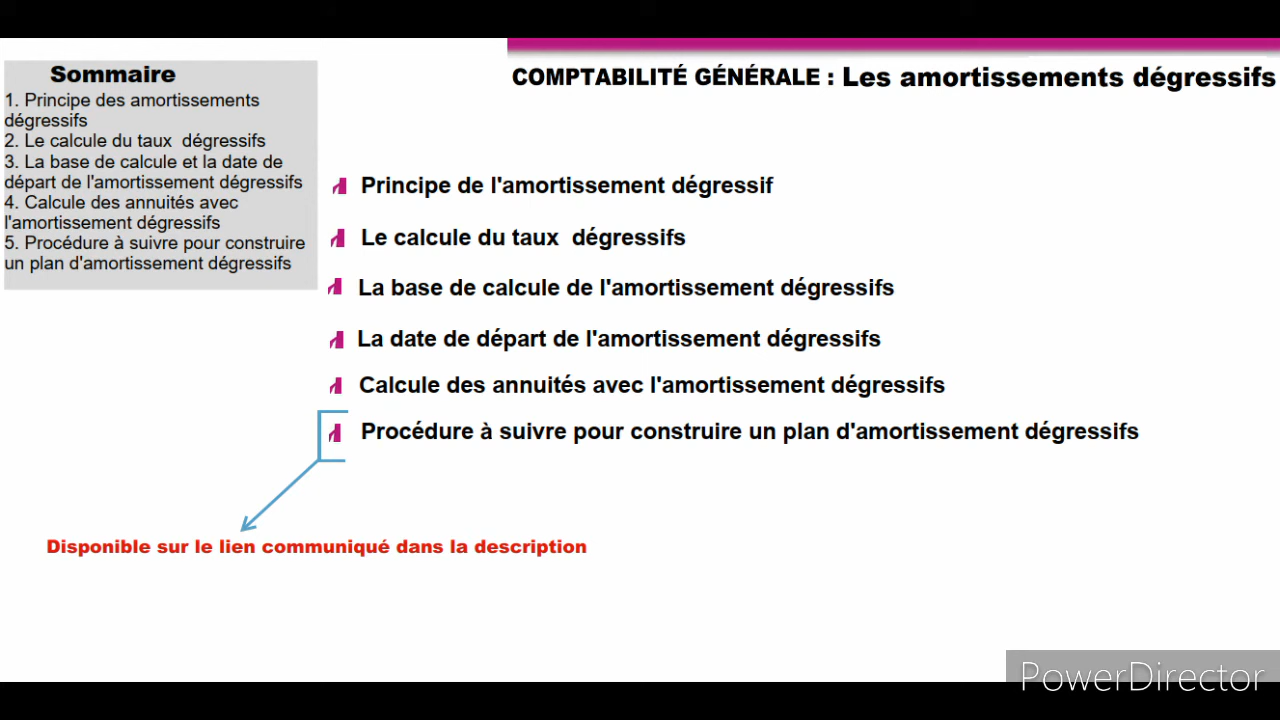 Sommaire
1. Principe des amortissements
dégressifs
2. Le calcule du taux dégressifs
3. La base de calcule et la date de
départ de l'amortissement dégressifs
4. Calcule des annuités avec
l'amortissement dégressifs
5. Procédure à suivre pour construire
un plan d'amortissement dégressifs
COMPTABILITÉ GÉNÉRALE : Les amortissements dégressifs
Principe de l'amortissement dégressif
Le calcule du taux dégressifs
La base de calcule de l'amortissement dégressifs
La date de départ de l'amortissement dégressifs
Calcule des annuités avec l'amortissement dégressifs
Procédure à suivre pour construire un plan d'amortissement dégressifs
Disponible sur le lien communiqué dans la description
PowerDirector